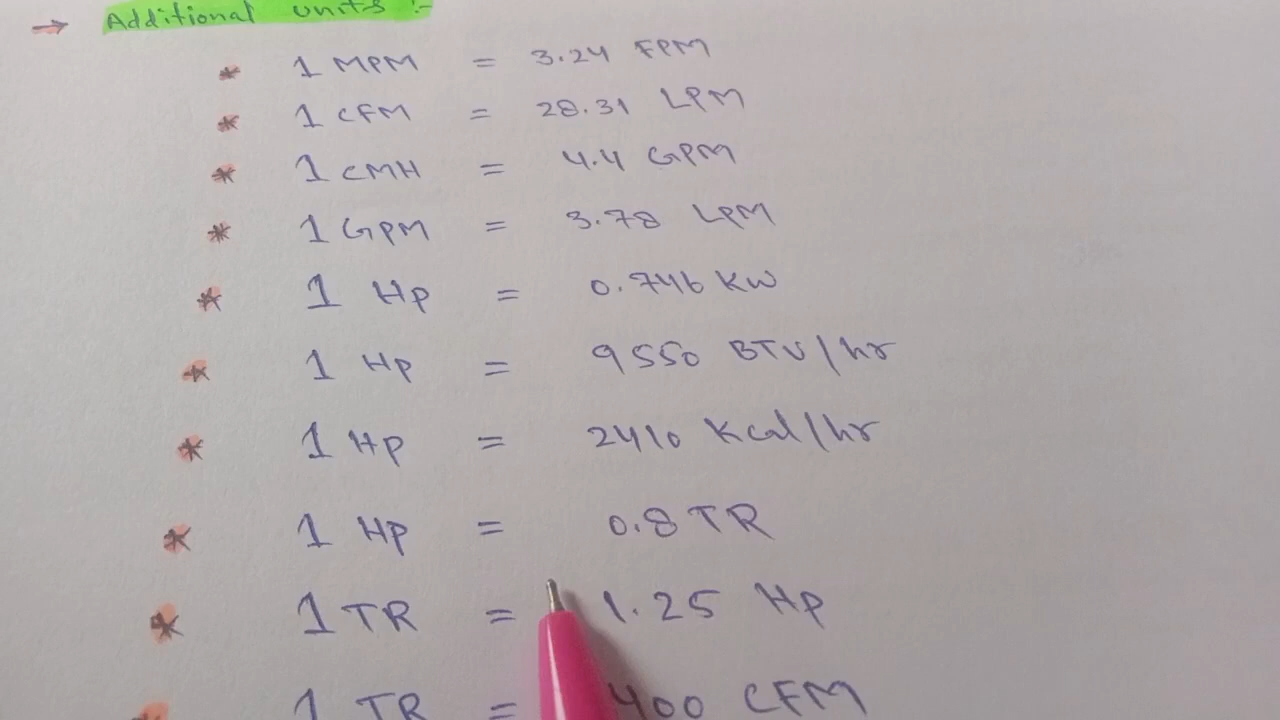 → Additional units :-
* 1 MPM = 3.24 FPM
* 1 CFM = 28.31 LPM
* 1 CMH = 4.4 GPM
* 1 GPM = 3.78 LPM
* 1 Hp = 0.746 KW
* 1 Hp = 9550 BTU/hr
* 1 Hp = 2410 Kcal/hr
* 1 Hp = 0.8 TR
* 1 TR = 1.25 Hp
* 1 TR = 400 CFM